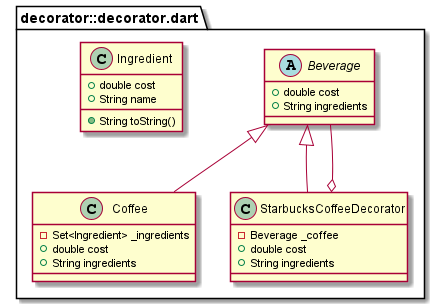 decorator::decorator.dart
C Ingredient
double cost
String name
String toString()
A Beverage
double cost
String ingredients
C Coffee
Set<Ingredient> _ingredients
double cost
String ingredients
C StarbucksCoffeeDecorator
Beverage _coffee
double cost
String ingredients